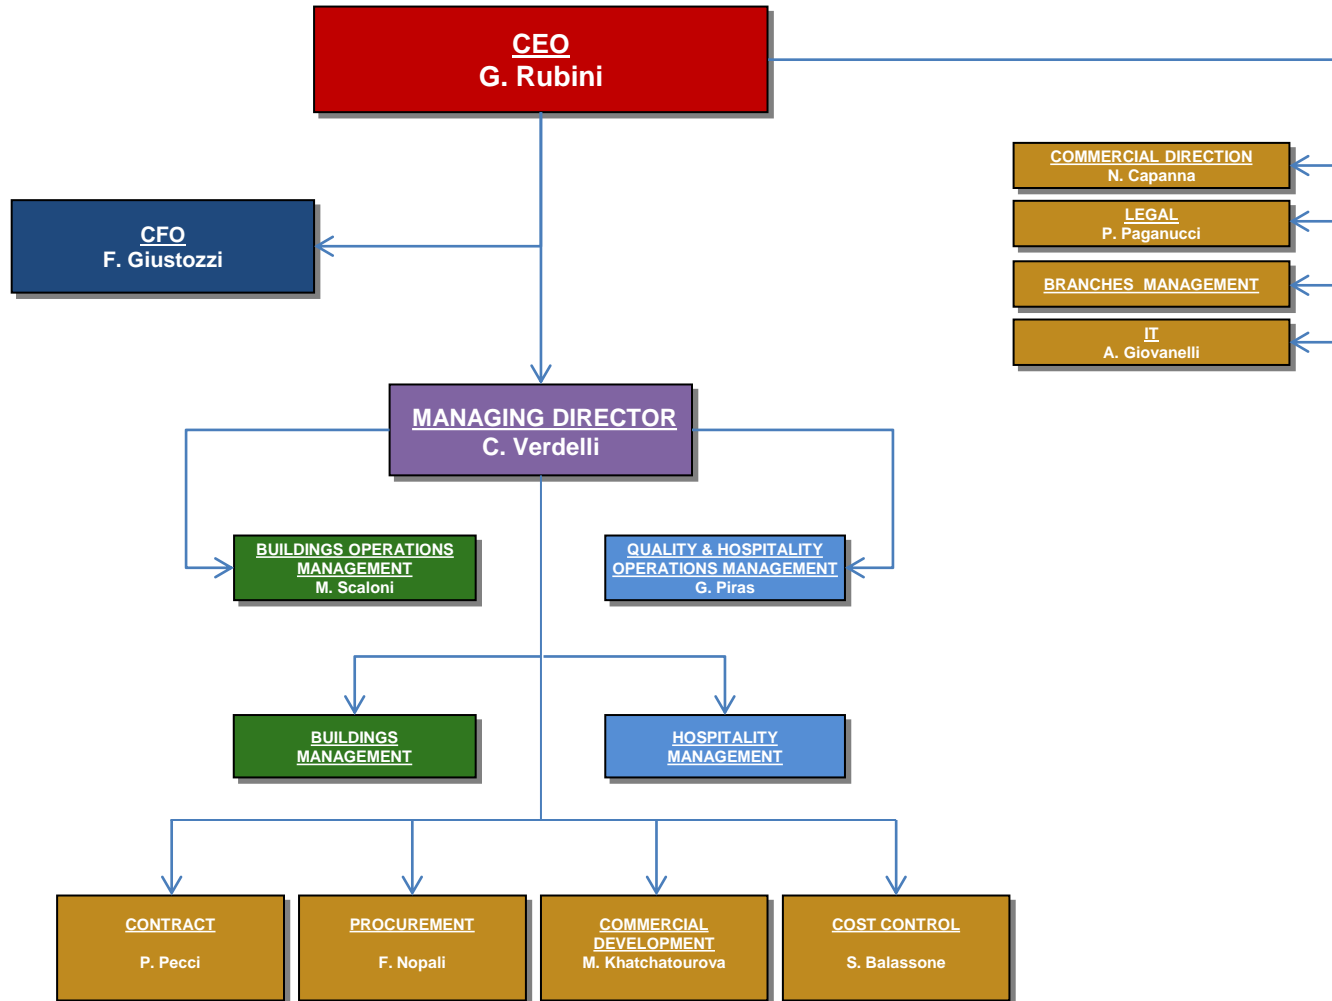 CEO
G. Rubini
COMMERCIAL DIRECTION
N. Capanna
LEGAL
P. Paganucci
BRANCHES  MANAGEMENT
IT
A. Giovanelli
CFO
F. Giustozzi
MANAGING DIRECTOR
C. Verdelli
BUILDINGS OPERATIONS
MANAGEMENT
M. Scaloni
QUALITY & HOSPITALITY
OPERATIONS MANAGEMENT
G. Piras
BUILDINGS
MANAGEMENT
HOSPITALITY
MANAGEMENT
CONTRACT
P. Pecci
PROCUREMENT
F. Nopali
COMMERCIAL
DEVELOPMENT
M. Khatchatourova
COST CONTROL
S. Balassone